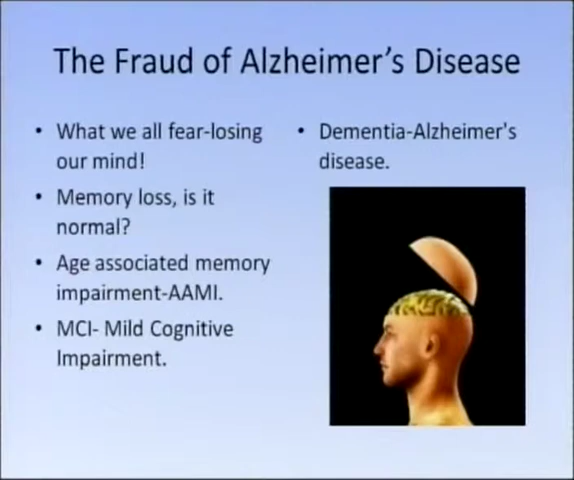 The Fraud of Alzheimer's Disease
• What we all fear-losing
our mind!
• Memory loss, is it
normal?
• Age associated memory
impairment-AAMI.
• MCI- Mild Cognitive
Impairment.
• Dementia-Alzheimer's
disease.